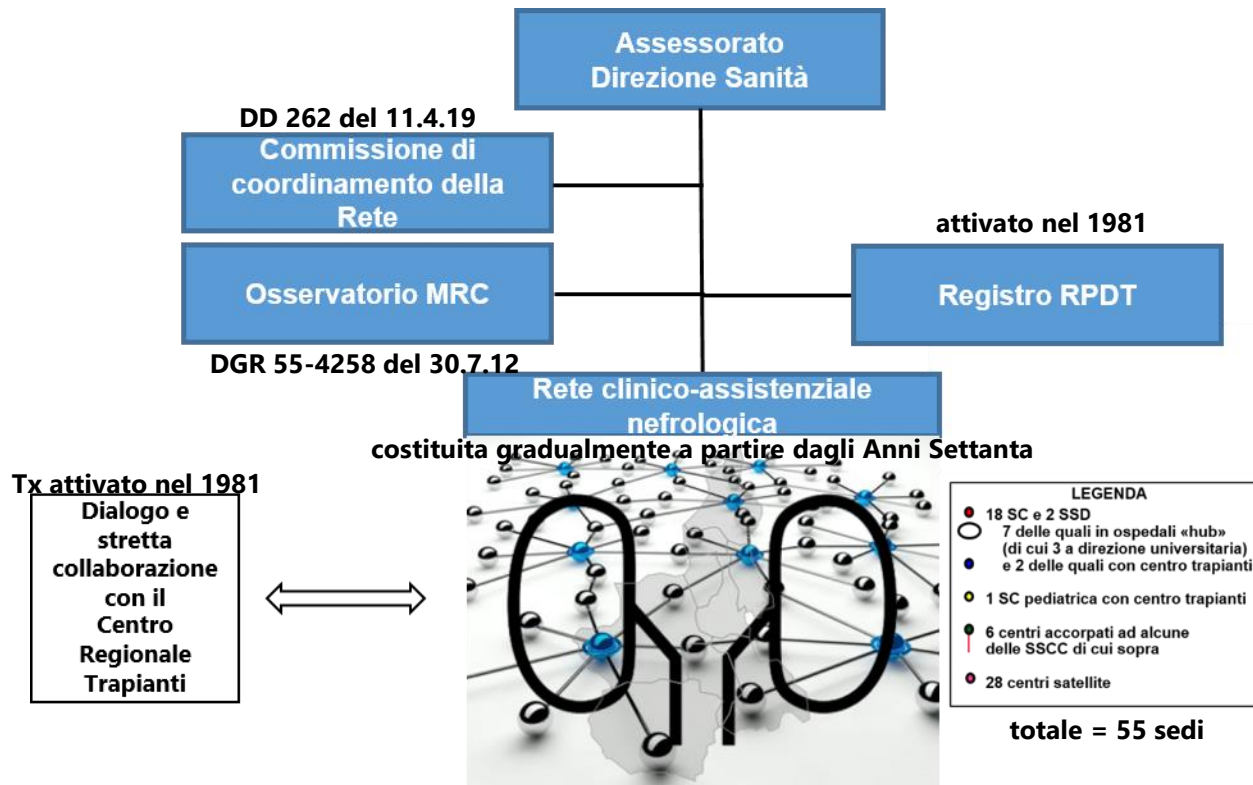 Assessorato
Direzione Sanità
DD 262 del 11.4.19
Commissione di
coordinamento della
Rete
attivato nel 1981
Osservatorio MRC
Registro RPDT
DGR 55-4258 del 30.7.12
Rete clinico-assistenziale
nefrologica
costituita gradualmente a partire dagli Anni Settanta
Tx attivato nel 1981
Dialogo e
stretta
collaborazione
con il
Centro
Regionale
Trapianti
LEGENDA
18 SC e 2 SSD
7 delle quali in ospedali «hub»
(di cui 3 a direzione universitaria)
e 2 delle quali con centro trapianti
1 SC pediatrica con centro trapianti
6 centri accorpati ad alcune
delle SSCC di cui sopra
28 centri satellite
totale = 55 sedi